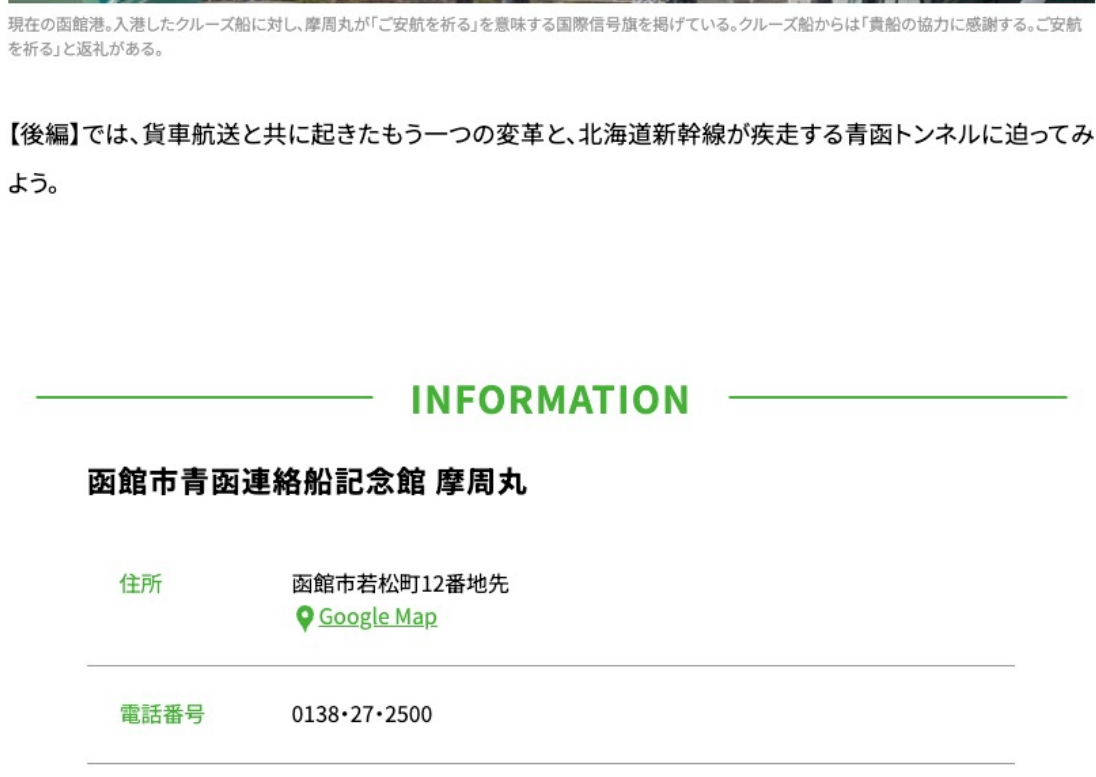 現在の函館港。入港したクルーズ船に対し、摩周丸が「ご安航を祈る」を意味する国際信号旗を掲げている。クルーズ船からは「貴船の協力に感謝する。ご安航
を祈る」と返礼がある。
【後編】では、貨車航送と共に起きたもう一つの変革と、北海道新幹線が疾走する青函トンネルに迫ってみ
よう。
INFORMATION
函館市青函連絡船記念館 摩周丸
住所 函館市若松町12番地先
Google Map
電話番号 0138・27・2500